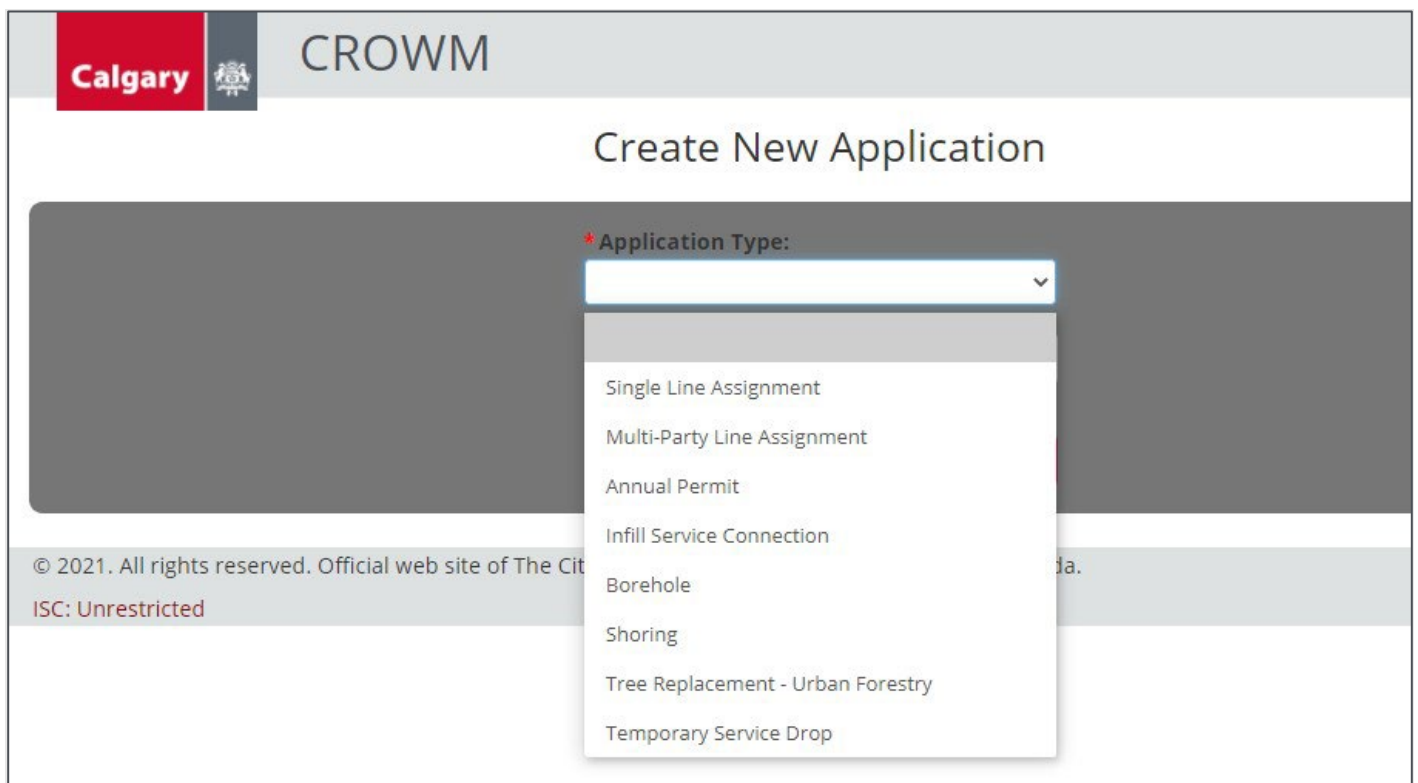 Calgary
CROWM
Create New Application
* Application Type:
Single Line Assignment
Multi-Party Line Assignment
Annual Permit
Infill Service Connection
Borehole
Shoring
Tree Replacement - Urban Forestry
Temporary Service Drop
© 2021. All rights reserved. Official web site of The
ISC: Unrestricted